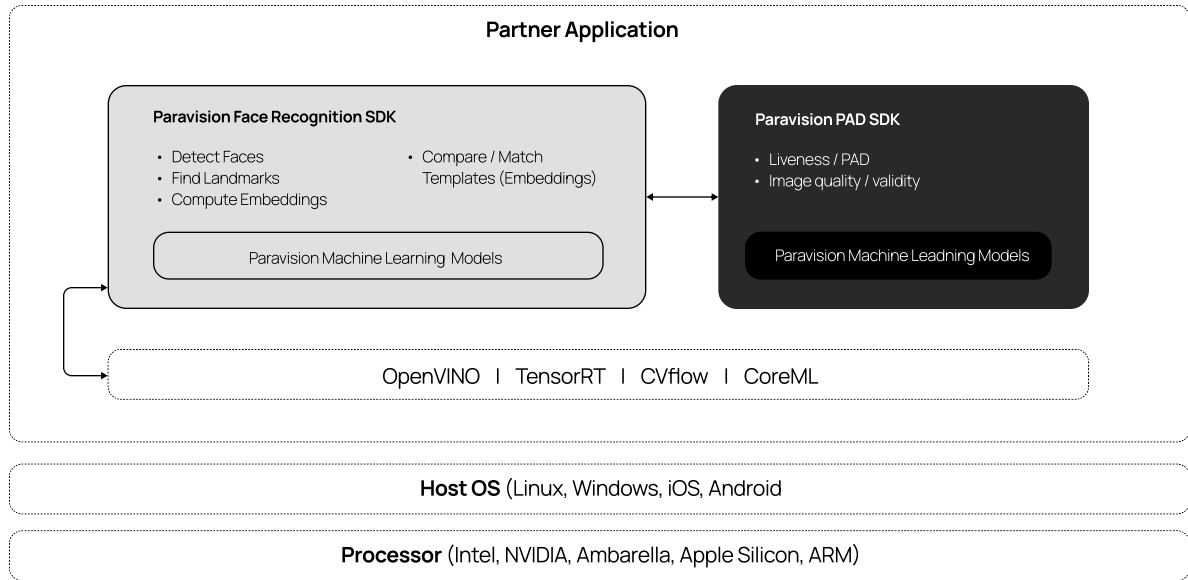 Partner Application
Paravision Face Recognition SDK
• Detect Faces
• Find Landmarks
• Compute Embeddings
• Compare / Match
Templates (Embeddings)
Paravision Machine Learning Models
Paravision PAD SDK
• Liveness / PAD
• Image quality / validity
Paravision Machine Leadning Models
OpenVINO | TensorRT | CVflow | CoreML
Host OS (Linux, Windows, iOS, Android
Processor (Intel, NVIDIA, Ambarella, Apple Silicon, ARM)